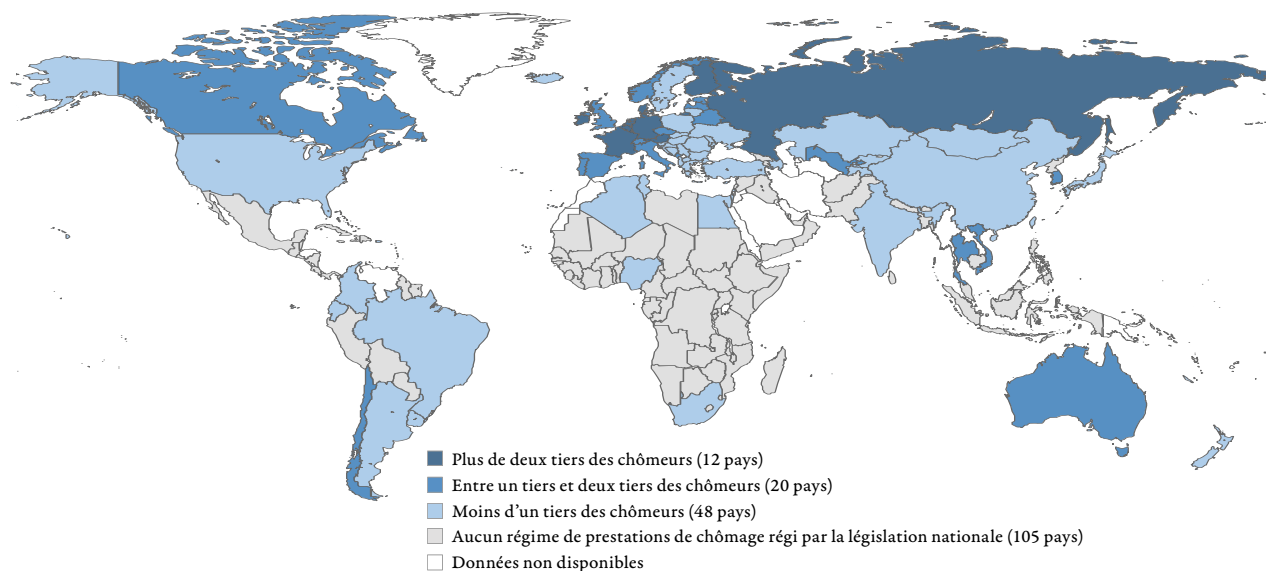 Plus de deux tiers des chômeurs (12 pays)
Entre un tiers et deux tiers des chômeurs (20 pays)
Moins d’un tiers des chômeurs (48 pays)
Aucun régime de prestations de chômage régi par la législation nationale (105 pays)
Données non disponibles